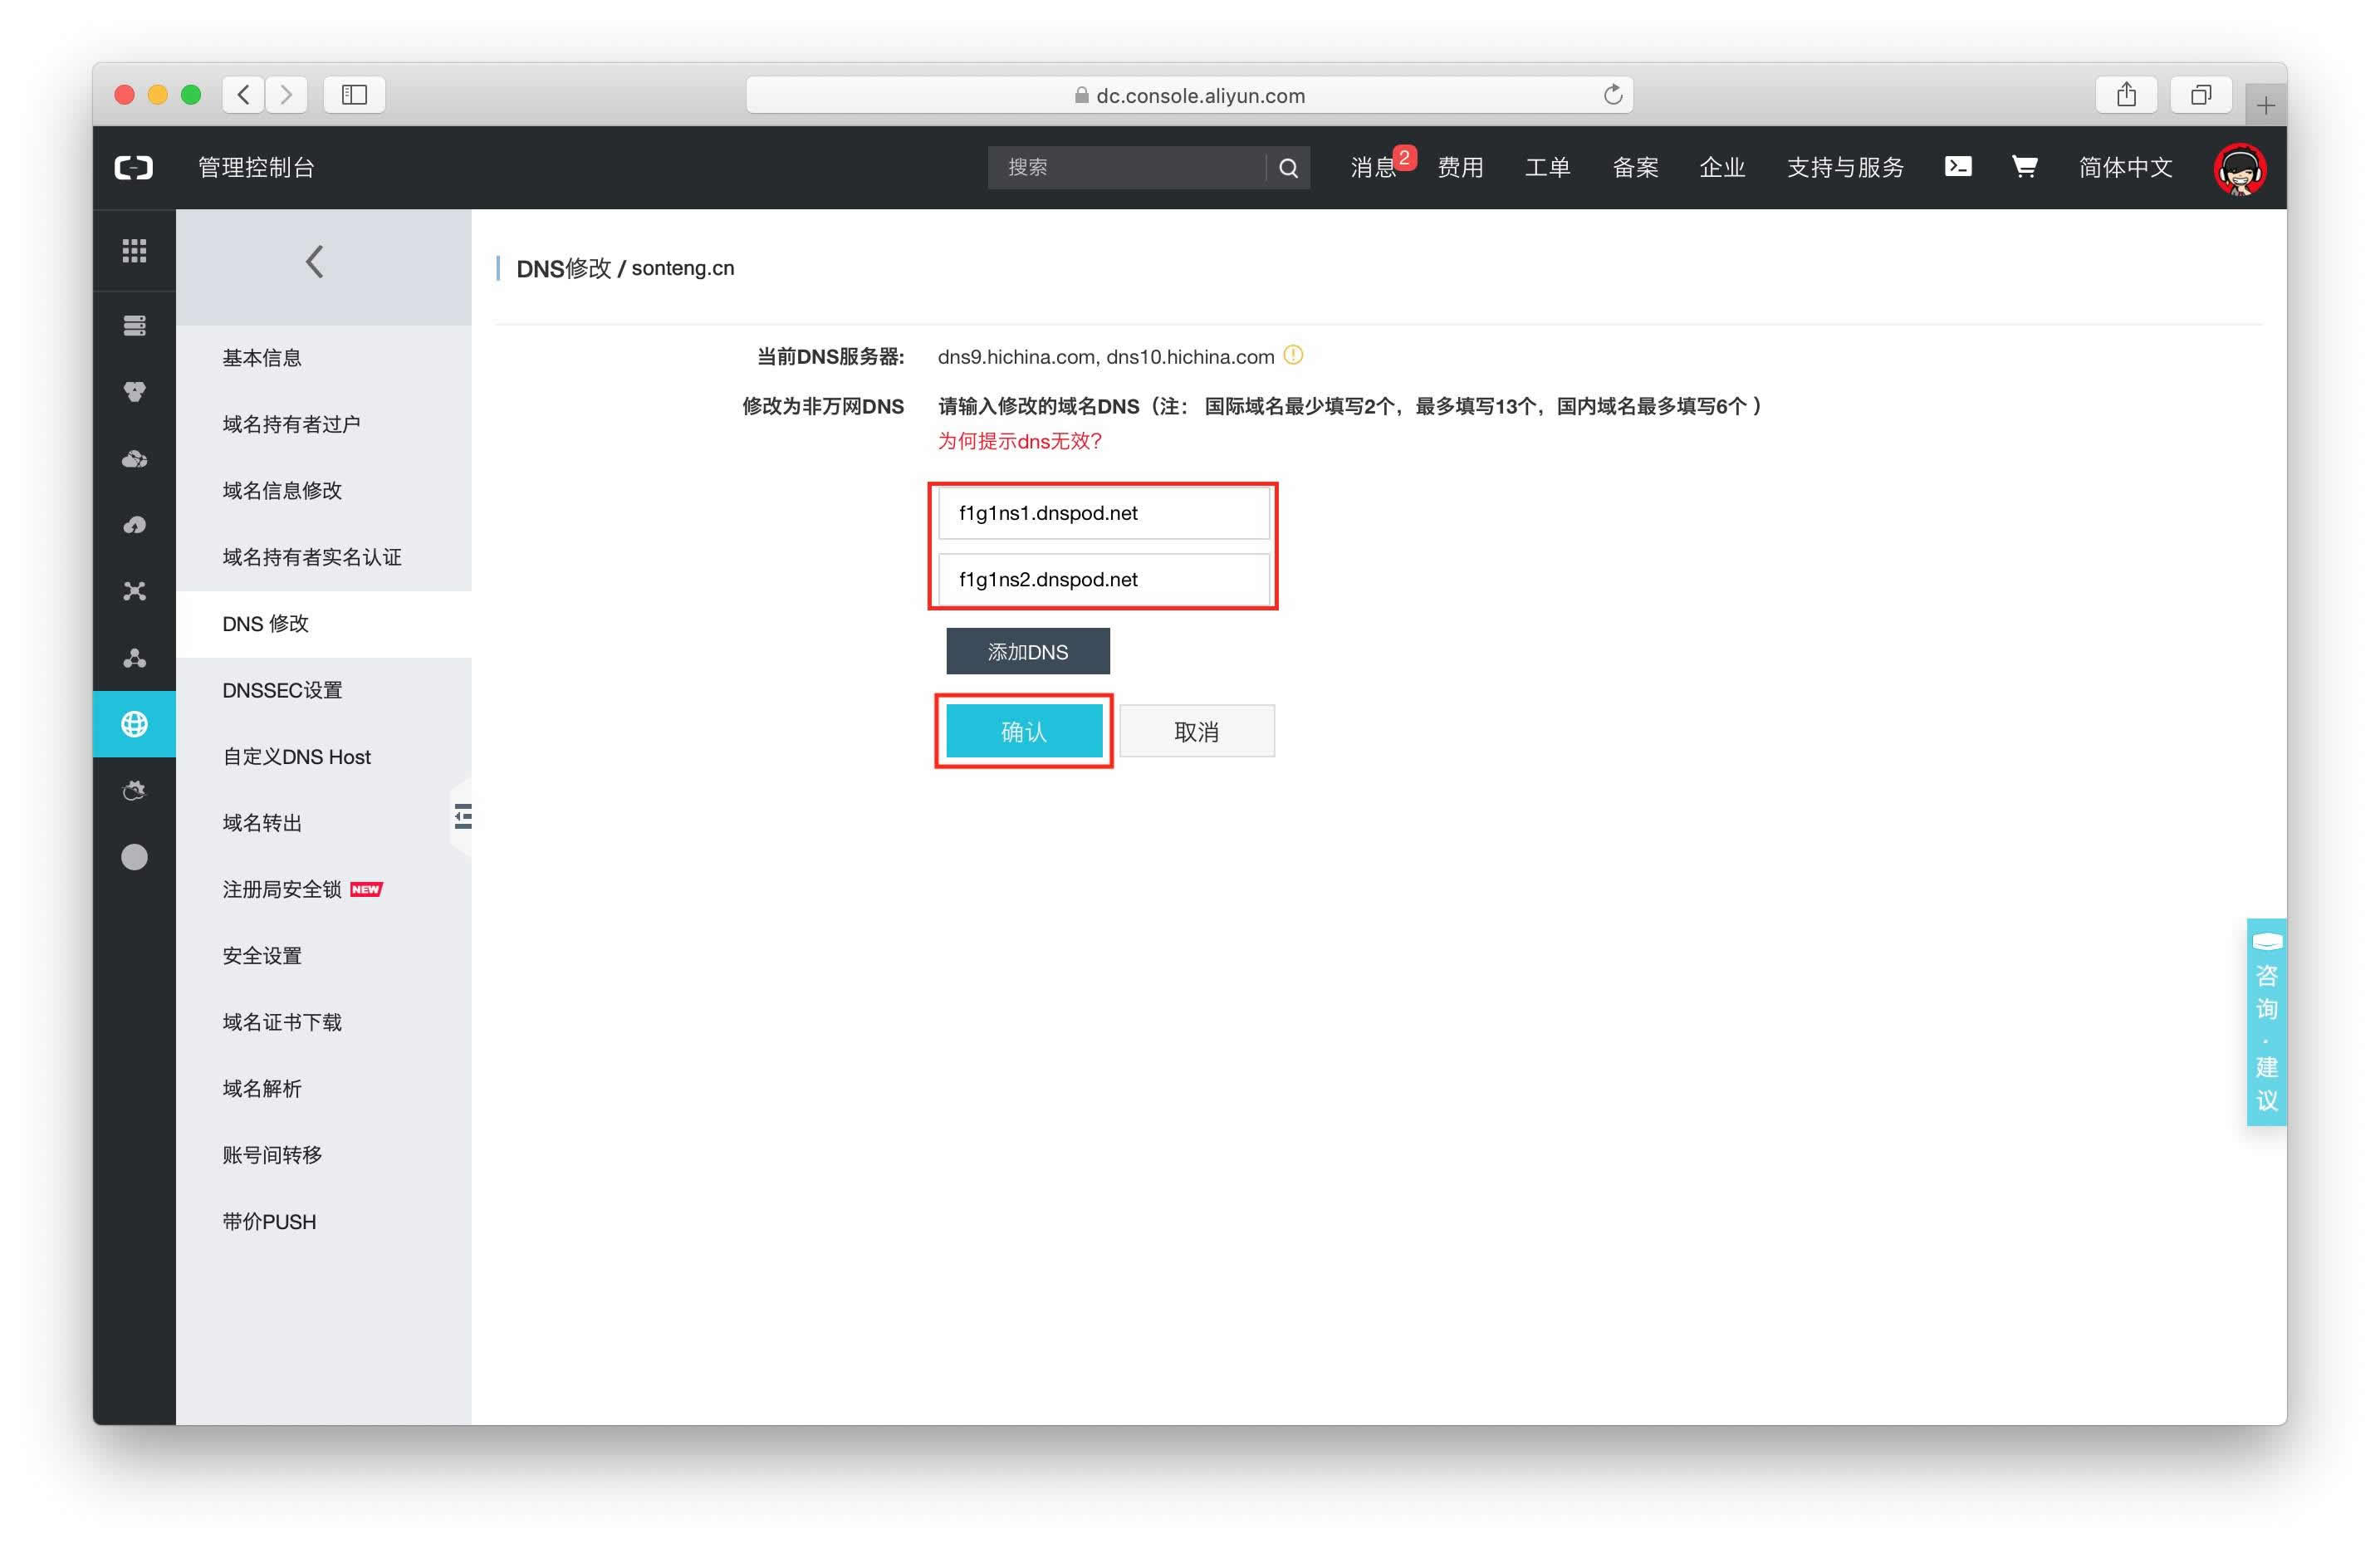 dc.console.aliyun.com
管理控制台
搜索
消息 2
费用
工单
备案
企业
支持与服务
简体中文
基本信息
域名持有者过户
域名信息修改
域名持有者实名认证
DNS 修改
DNSSEC设置
自定义DNS Host
域名转出
注册局安全锁 NEW
安全设置
域名证书下载
域名解析
账号间转移
带价PUSH
DNS修改 / sonteng.cn
当前DNS服务器: dns9.hichina.com, dns10.hichina.com
修改为非万网DNS 请输入修改的域名DNS（注： 国际域名最少填写2个，最多填写13个，国内域名最多填写6个 ）
为何提示dns无效?
f1g1ns1.dnspod.net
f1g1ns2.dnspod.net
添加DNS
确认
取消
咨询·建议